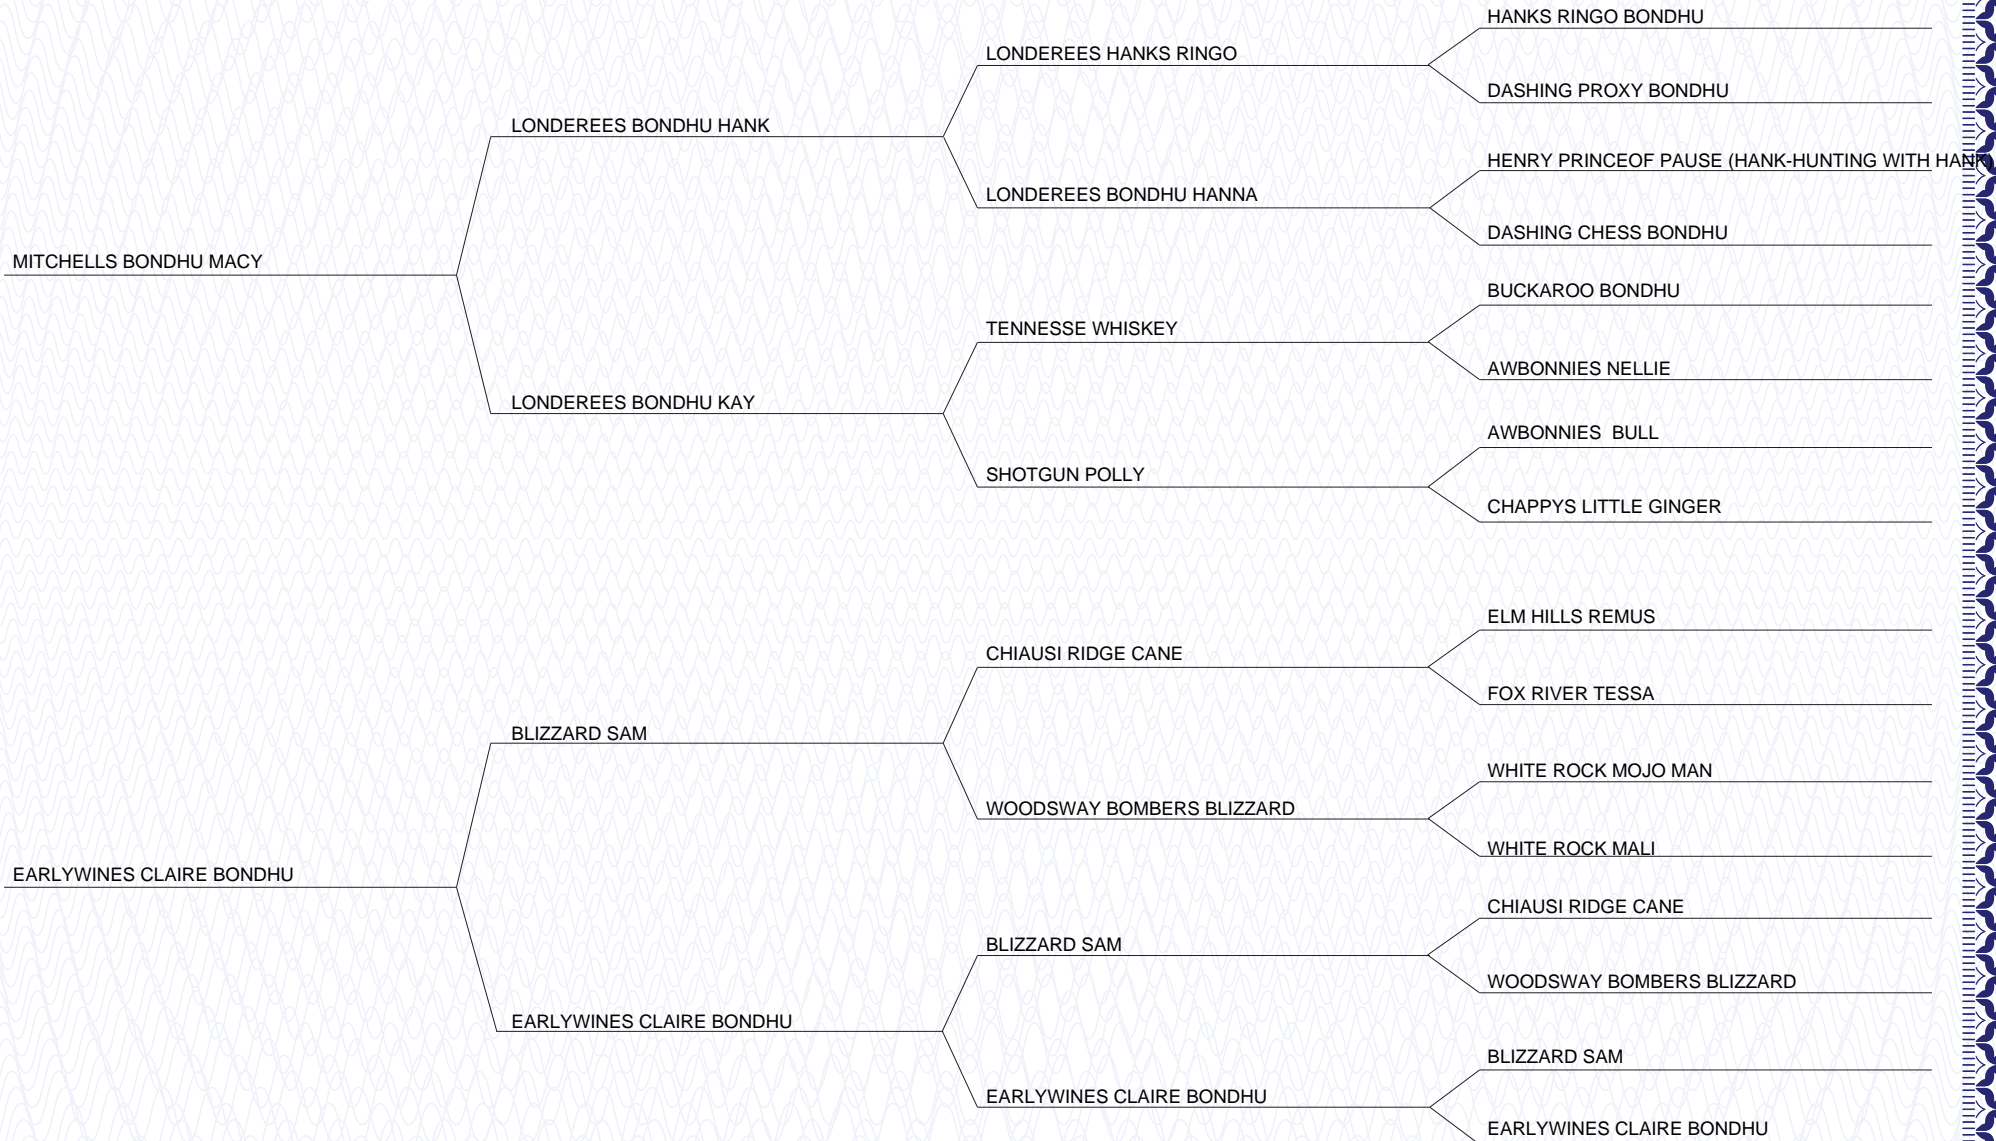 HANKS RINGO BONDHU
LONDEREES HANKS RINGO
DASHING PROXY BONDHU
LONDEREES BONDHU HANK
HENRY PRINCEOF PAUSE (HANK-HUNTING WITH HANK)
LONDEREES BONDHU HANNA
DASHING CHESS BONDHU
MITCHELLS BONDHU MACY
BUCKAROO BONDHU
TENNESSE WHISKEY
AWBONNIES NELLIE
LONDEREES BONDHU KAY
AWBONNIES  BULL
SHOTGUN POLLY
CHAPPYS LITTLE GINGER
ELM HILLS REMUS
CHIAUSI RIDGE CANE
FOX RIVER TESSA
BLIZZARD SAM
WHITE ROCK MOJO MAN
WOODSWAY BOMBERS BLIZZARD
WHITE ROCK MALI
EARLYWINES CLAIRE BONDHU
CHIAUSI RIDGE CANE
BLIZZARD SAM
WOODSWAY BOMBERS BLIZZARD
EARLYWINES CLAIRE BONDHU
BLIZZARD SAM
EARLYWINES CLAIRE BONDHU
EARLYWINES CLAIRE BONDHU